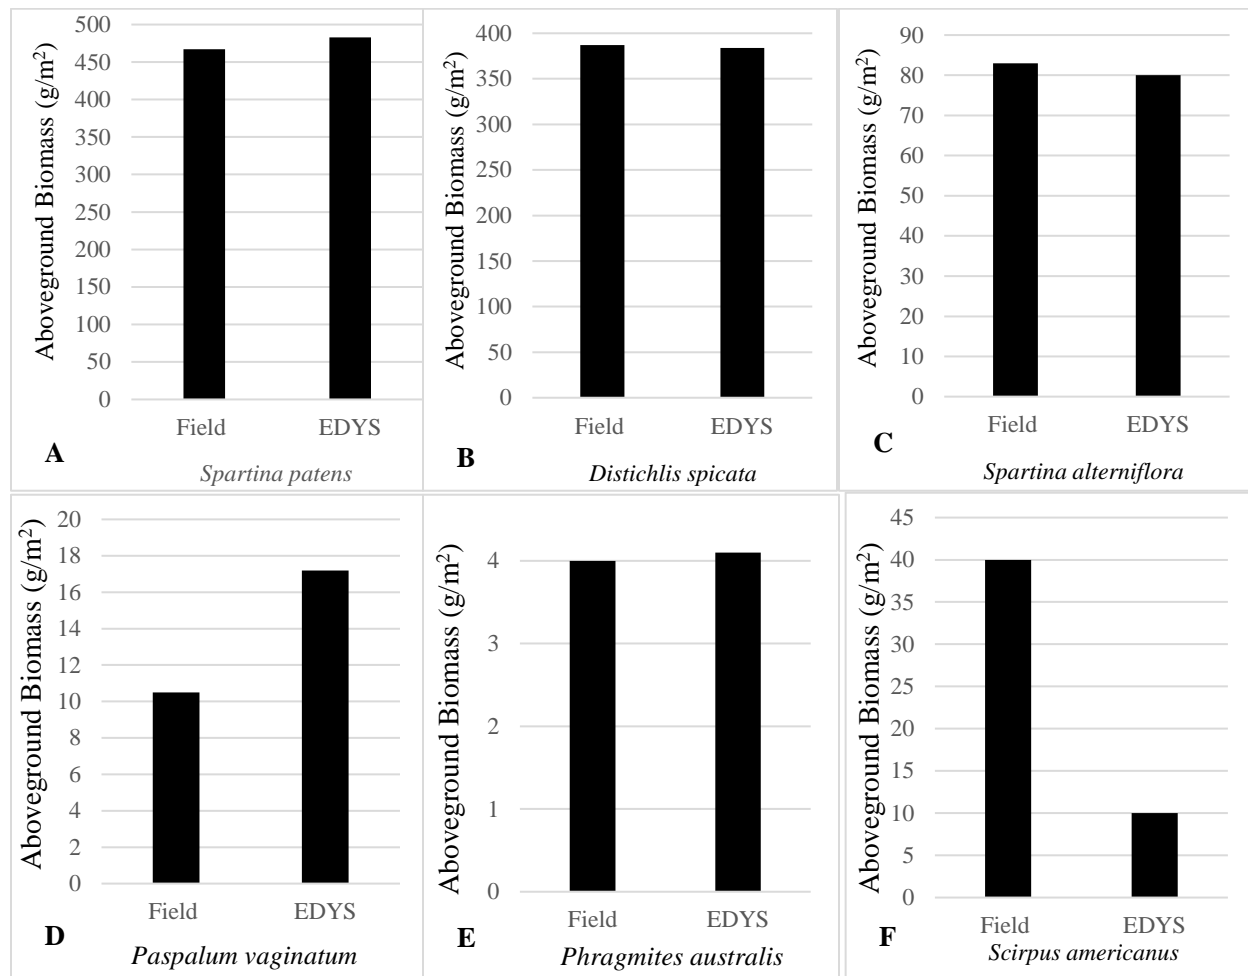 Aboveground Biomass (g/m²)
500
450
400
350
300
250
200
150
100
50
0
Field EDYS
A
Spartina patens
Aboveground Biomass (g/m²)
400
350
300
250
200
150
100
50
0
Field EDYS
B
Distichlis spicata
Aboveground Biomass (g/m²)
90
80
70
60
50
40
30
20
10
0
Field EDYS
C
Spartina alterniflora
Aboveground Biomass (g/m²)
20
18
16
14
12
10
8
6
4
2
0
Field EDYS
D
Paspalum vaginatum
Aboveground Biomass (g/m²)
4
3
2
1
0
Field EDYS
E
Phragmites australis
Aboveground Biomass (g/m²)
45
40
35
30
25
20
15
10
5
0
Field EDYS
F
Scirpus americanus